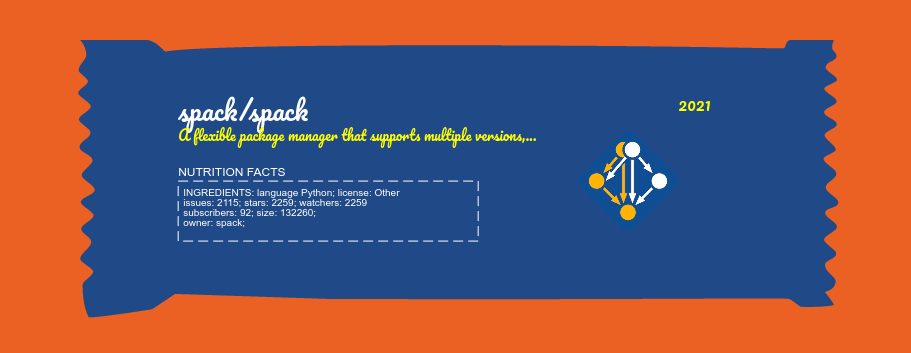 spack/spack
2021
A flexible package manager that supports multiple versions,...
NUTRITION FACTS
INGREDIENTS: language Python; license: Other
issues: 2115; stars: 2259; watchers: 2259
subscribers: 92; size: 132260;
owner: spack;